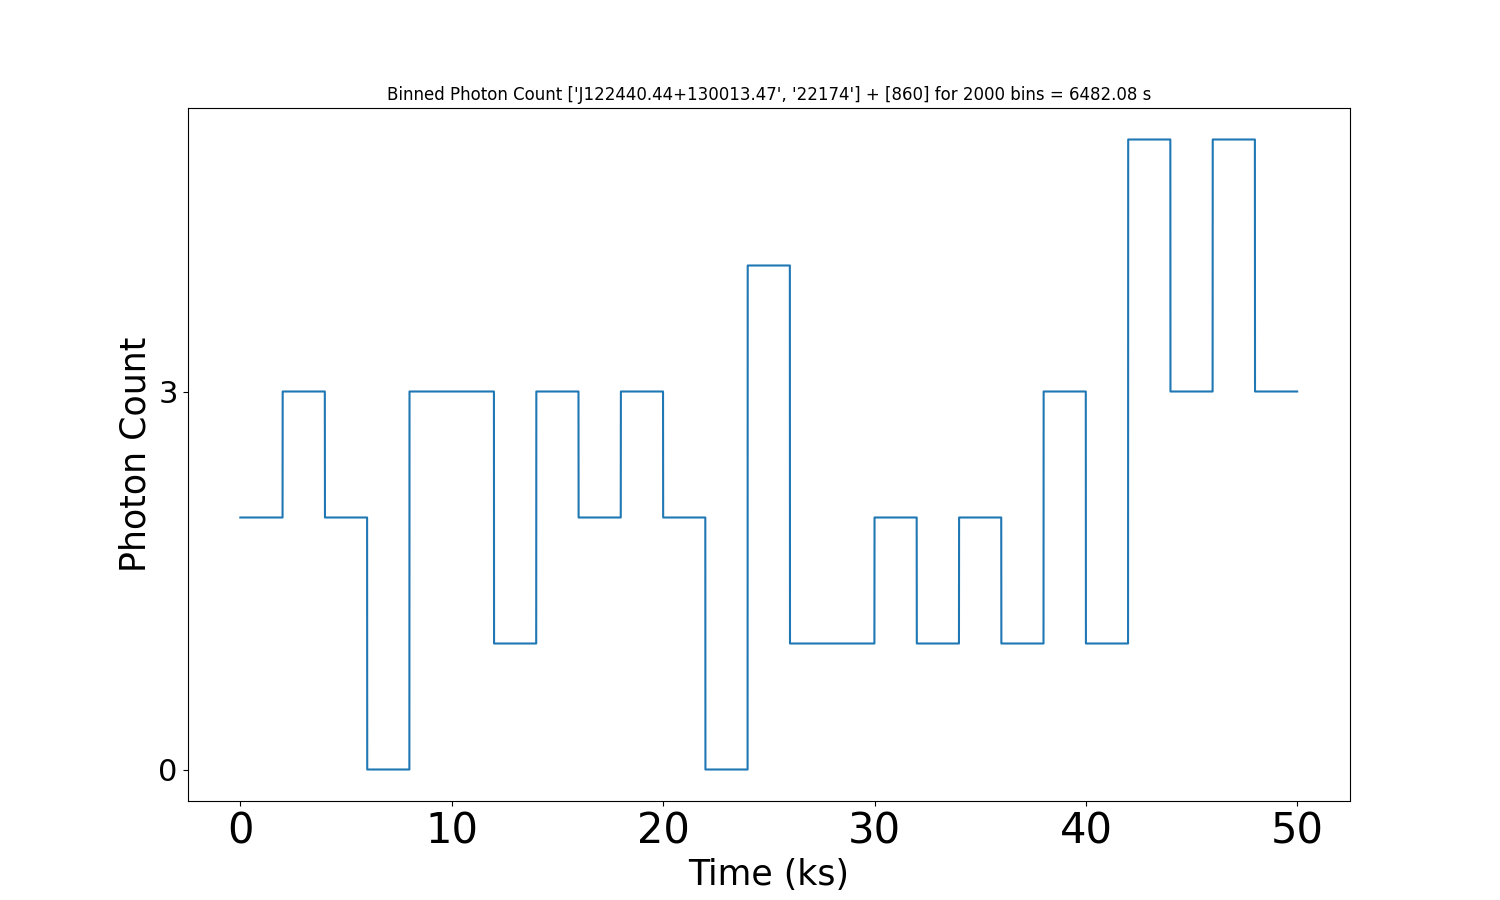 Binned Photon Count ['J122440.44+130013.47', '22174'] + [860] for 2000 bins = 6482.08 s
Photon Count
3
0
0 10 20 30 40 50
Time (ks)